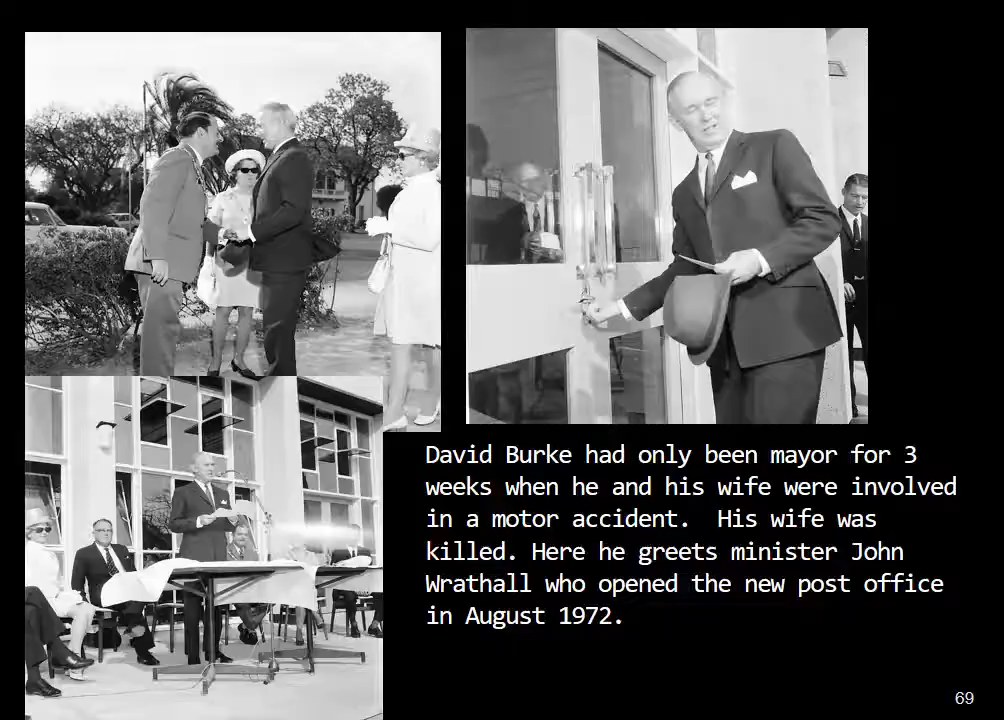 David Burke had only been mayor for 3
weeks when he and his wife were involved
in a motor accident.  His wife was
killed. Here he greets minister John
Wrathall who opened the new post office
in August 1972.
69